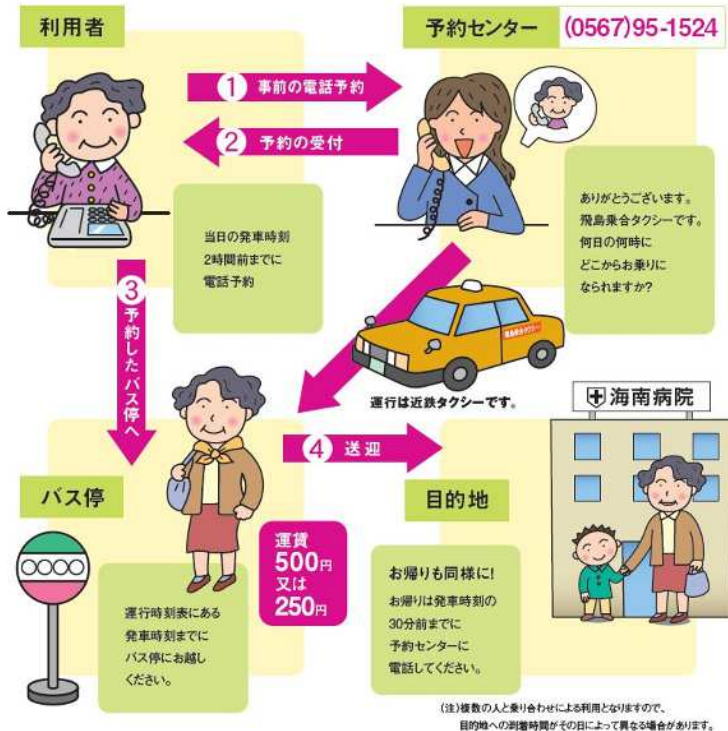 利用者
予約センター
(0567)95-1524
1 事前の電話予約
2 予約の受付
当日の発車時刻
2時間前までに
電話予約
ありがとうございます。
飛島乗合タクシーです。
何日の何時に
どこからお乗りに
なられますか?
3 予約したバス停へ
飛島乗合タクシー
運行は近鉄タクシーです。
4 送迎
海南病院
バス停
○○○○
運行時刻表にある
発車時刻までに
バス停にお越し
ください。
運賃
500円
又は
250円
目的地
お帰りも同様に!
お帰りは発車時刻の
30分前までに
予約センターに
電話してください。
(注)複数の人と乗り合わせによる利用となりますので、
目的地への到着時間がその日によって異なる場合があります。